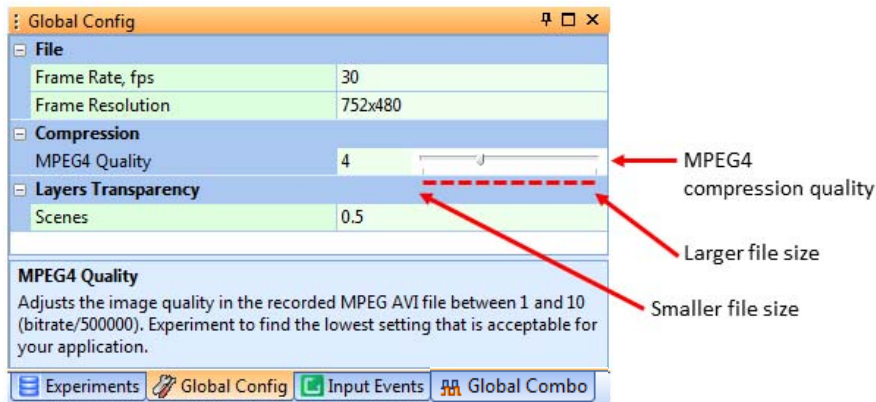 Global Config
File
Frame Rate, fps 30
Frame Resolution 752x480
Compression
MPEG4 Quality 4
Layers Transparency
Scenes 0.5
MPEG4
compression quality
Larger file size
Smaller file size
MPEG4 Quality
Adjusts the image quality in the recorded MPEG AVI file between 1 and 10
(bitrate/500000). Experiment to find the lowest setting that is acceptable for
your application.
Experiments Global Config Input Events Global Combo